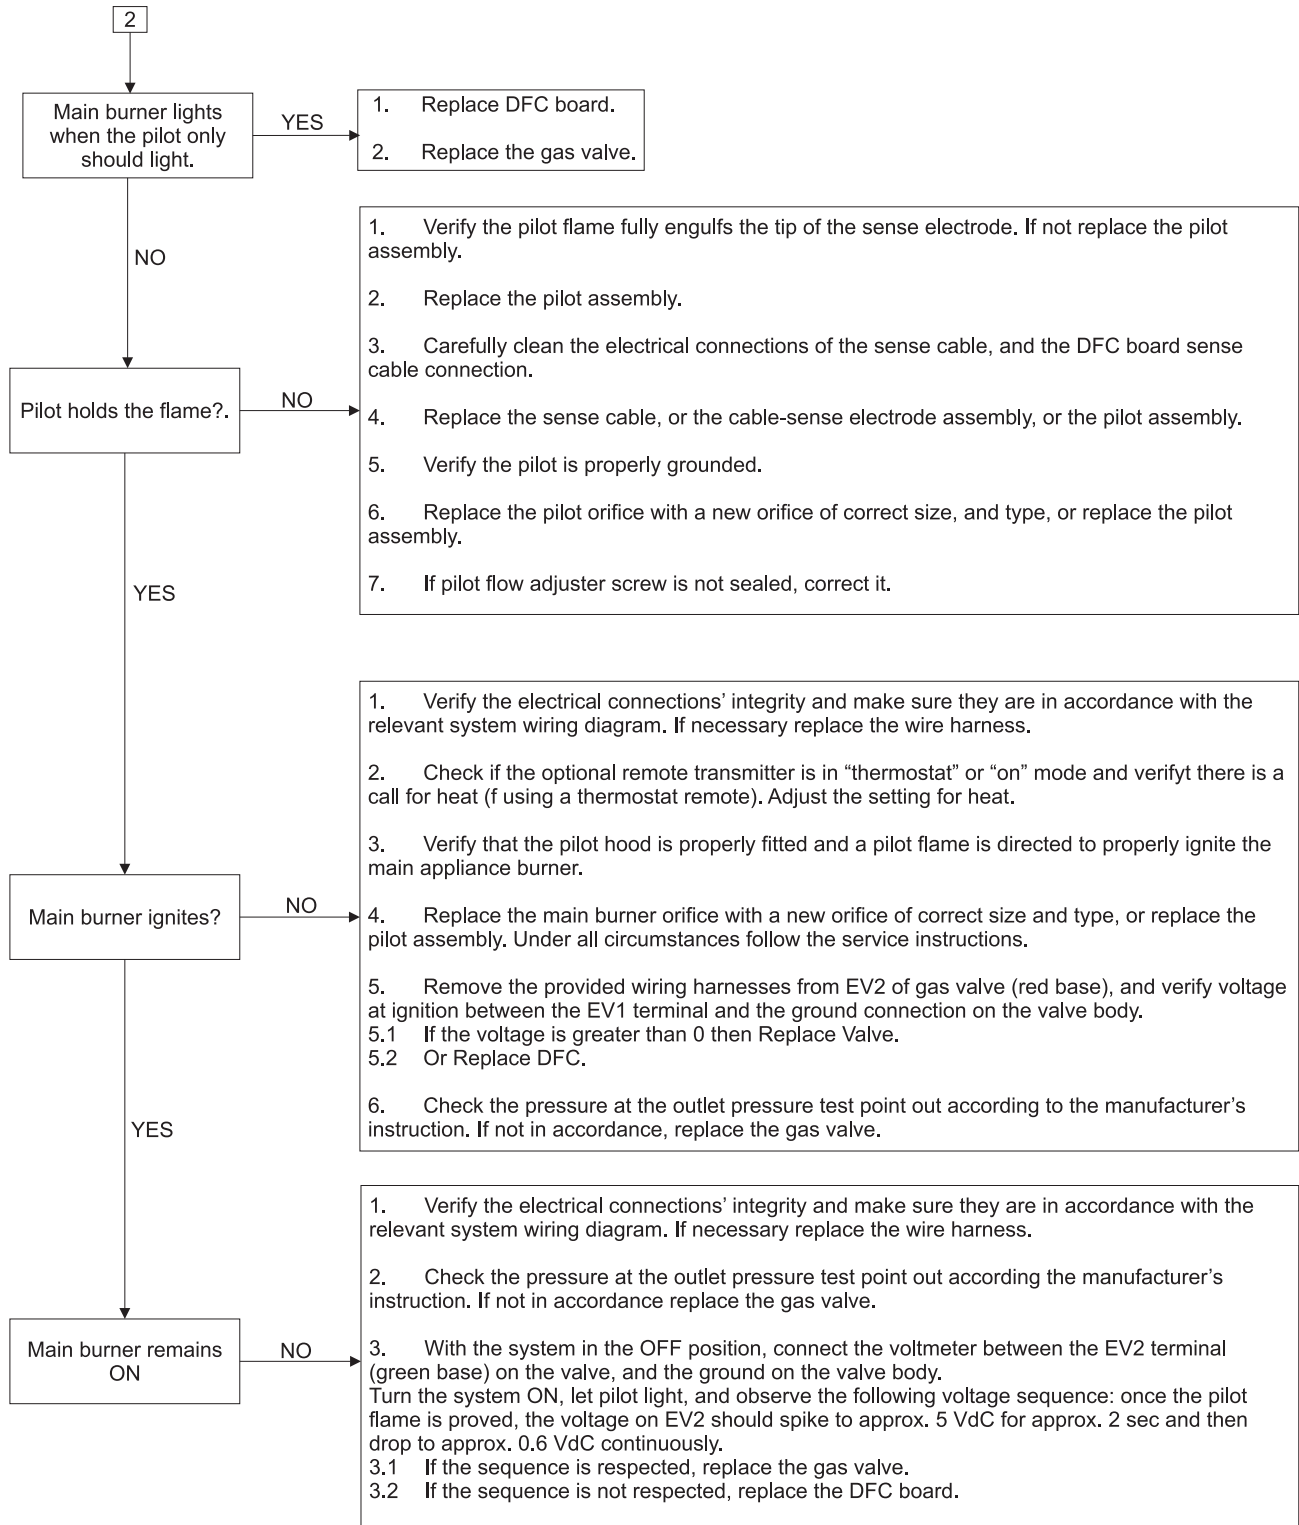 2
Main burner lights
when the pilot only
should light.
YES
1. Replace DFC board.
2. Replace the gas valve.
NO
1. Verify the pilot flame fully engulfs the tip of the sense electrode. If not replace the pilot
assembly.
2. Replace the pilot assembly.
3. Carefully clean the electrical connections of the sense cable, and the DFC board sense
cable connection.
4. Replace the sense cable, or the cable-sense electrode assembly, or the pilot assembly.
5. Verify the pilot is properly grounded.
6. Replace the pilot orifice with a new orifice of correct size, and type, or replace the pilot
assembly.
7. If pilot flow adjuster screw is not sealed, correct it.
Pilot holds the flame?.
NO
YES
1. Verify the electrical connections' integrity and make sure they are in accordance with the
relevant system wiring diagram. If necessary replace the wire harness.
2. Check if the optional remote transmitter is in “thermostat” or “on” mode and verifyt there is a
call for heat (f using a thermostat remote). Adjust the setting for heat.
3. Verify that the pilot hood is properly fitted and a pilot flame is directed to properly ignite the
main appliance burner.
4. Replace the main burner orifice with a new orifice of correct size and type, or replace the
pilot assembly. Under all circumstances follow the service instructions.
5. Remove the provided wiring harnesses from EV2 of gas valve (red base), and verify voltage
at ignition between the EV1 terminal and the ground connection on the valve body.
5.1 If the voltage is greater than 0 then Replace Valve.
5.2 Or Replace DFC.
6. Check the pressure at the outlet pressure test point out according to the manufacturer's
instruction. If not in accordance, replace the gas valve.
Main burner ignites?
NO
YES
1. Verify the electrical connections' integrity and make sure they are in accordance with the
relevant system wiring diagram. If necessary replace the wire harness.
2. Check the pressure at the outlet pressure test point out according the manufacturer's
instruction. If not in accordance replace the gas valve.
3. With the system in the OFF position, connect the voltmeter between the EV2 terminal
(green base) on the valve, and the ground on the valve body.
Turn the system ON, let pilot light, and observe the following voltage sequence: once the pilot
flame is proved, the voltage on EV2 should spike to approx. 5 VdC for approx. 2 sec and then
drop to approx. 0.6 VdC continuously.
3.1 If the sequence is respected, replace the gas valve.
3.2 If the sequence is not respected, replace the DFC board.
Main burner remains
ON
NO